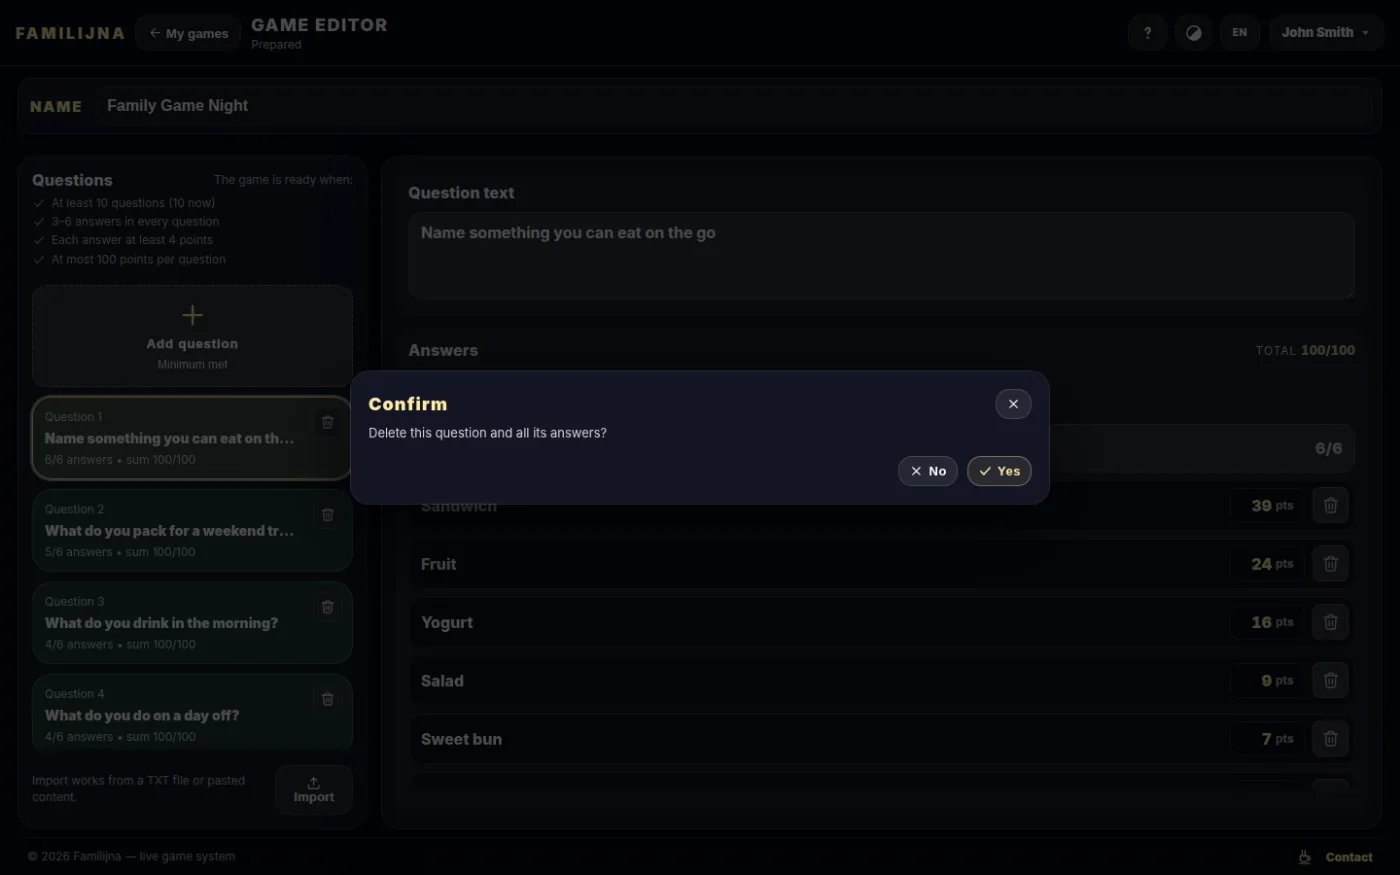 FAMILIJNA
← My games
GAME EDITOR
Prepared
?
EN
John Smith
NAME
Family Game Night
Questions
The game is ready when:
At least 10 questions (10 now)
3–6 answers in every question
Each answer at least 4 points
At most 100 points per question
Add question
Minimum met
Question 1
Name something you can eat on th...
6/6 answers • sum 100/100
Question 2
What do you pack for a weekend tr...
5/6 answers • sum 100/100
Question 3
What do you drink in the morning?
4/6 answers • sum 100/100
Question 4
What do you do on a day off?
4/6 answers • sum 100/100
Import works from a TXT file or pasted
content.
Import
Question text
Name something you can eat on the go
Answers
TOTAL 100/100
Confirm
Delete this question and all its answers?
No
Yes
6/6
Sandwich
39 pts
Fruit
24 pts
Yogurt
16 pts
Salad
9 pts
Sweet bun
7 pts
© 2026 Familijna — live game system
Contact